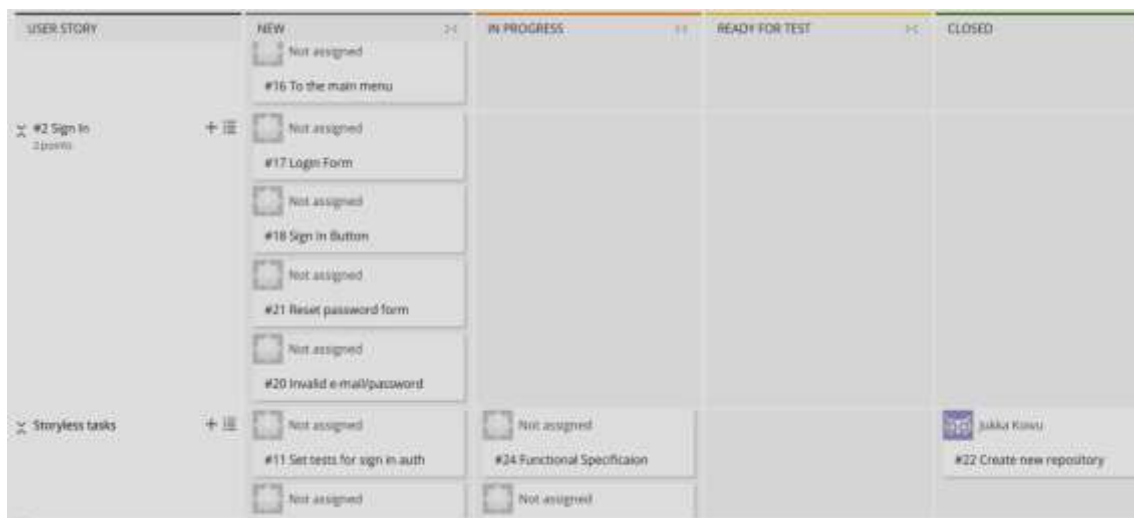 USER STORY
NEW
IN PROGRESS
READY FOR TEST
CLOSED
Not assigned
#16 To the main menu
#2 Sign In
2 points
Not assigned
#17 Login Form
Not assigned
#18 Sign In Button
Not assigned
#21 Reset password form
Not assigned
#20 Invalid e-mail/password
Storyless tasks
Not assigned
#11 Set tests for sign in auth
Not assigned
#24 Functional Specificaion
Jukka
#22 Create new repository
Not assigned
Not assigned